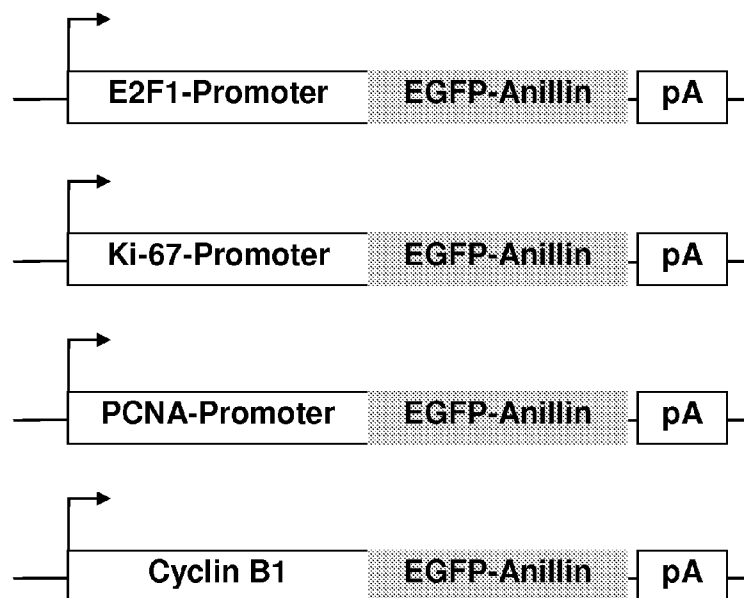 E2F1-Promoter EGFP-Anillin pA
Ki-67-Promoter EGFP-Anillin pA
PCNA-Promoter EGFP-Anillin pA
Cyclin B1 EGFP-Anillin pA